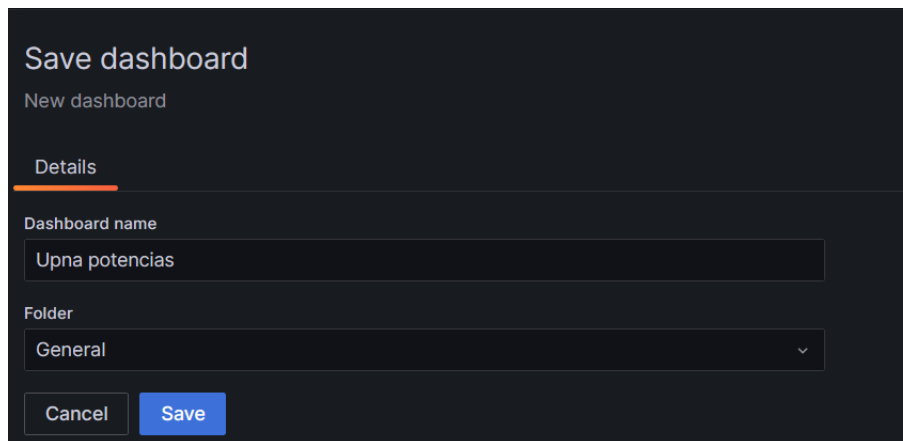 Save dashboard
New dashboard
Details
Dashboard name
Upna potencias
Folder
General
Cancel Save